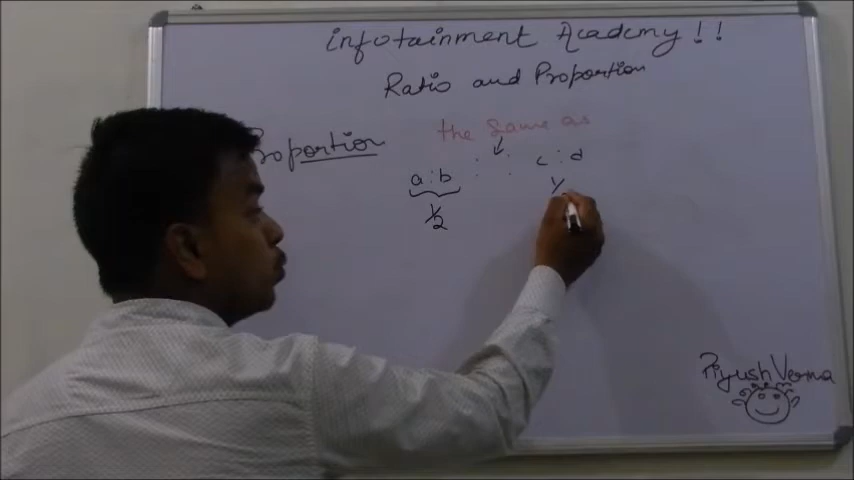 Infotainment Academy !!
Ratio and Proportion
Proportion
the Same as
a : b : : c : d
1/2
Piyush Verma